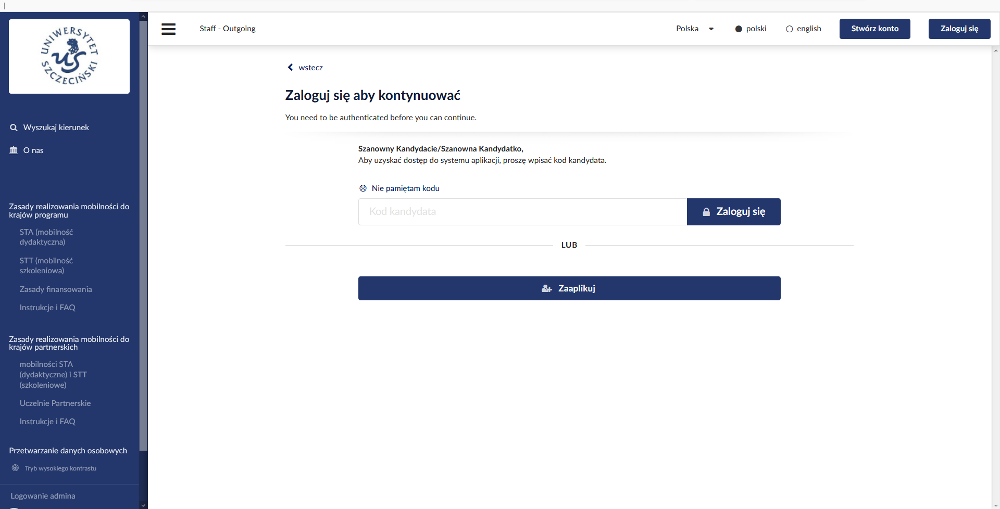 UNIWERSYTET SZCZECIŃSKI
US
Wyszukaj kierunek
O nas
Zasady realizowania mobilności do
krajów programu
STA (mobilność
dydaktyczna)
STT (mobilność
szkoleniowa)
Zasady finansowania
Instrukcje i FAQ
Zasady realizowania mobilności do
krajów partnerskich
mobilności STA
(dydaktyczne) i STT
(szkoleniowe)
Uczelnie Partnerskie
Instrukcje i FAQ
Przetwarzanie danych osobowych
Tryb wysokiego kontrastu
Logowanie admina
Staff - Outgoing
Polska
polski
english
Stwórz konto
Zaloguj się
wstecz
Zaloguj się aby kontynuować
You need to be authenticated before you can continue.
Szanowny Kandydacie/Szanowna Kandydatko,
Aby uzyskać dostęp do systemu aplikacji, proszę wpisać kod kandydata.
Nie pamiętam kodu
Kod kandydata
Zaloguj się
LUB
Zaaplikuj